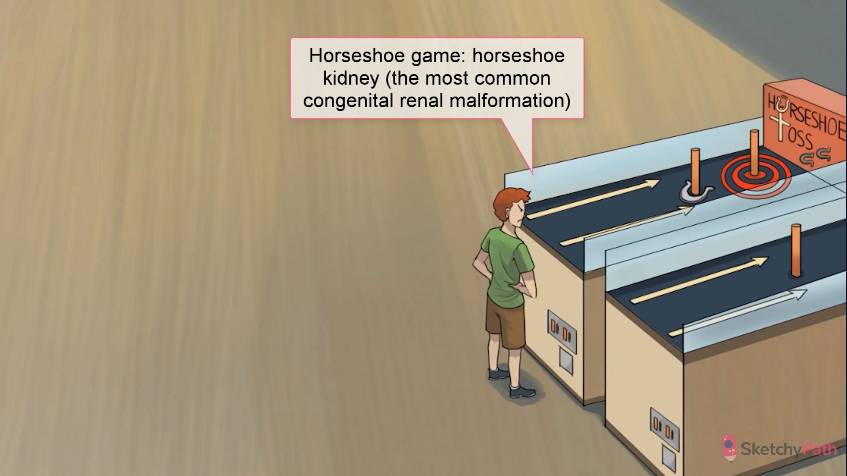 Horseshoe game: horseshoe
kidney (the most common
congenital renal malformation)
HORSESHOE
TOSS
SketchyPath